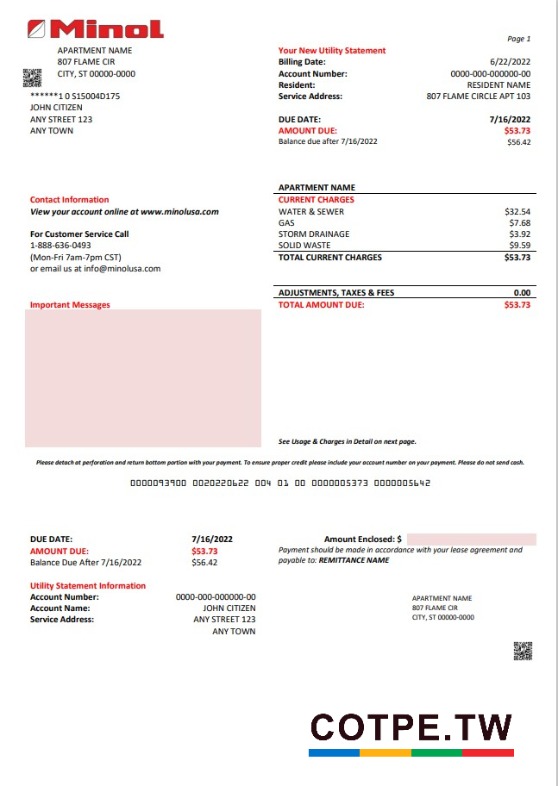 Minol
Page 1
APARTMENT NAME
807 FLAME CIR
CITY, ST 00000-0000
******1 0 S15004D175
JOHN CITIZEN
ANY STREET 123
ANY TOWN
Your New Utility Statement
Billing Date: 6/22/2022
Account Number: 0000-000-000000-00
Resident: RESIDENT NAME
Service Address: 807 FLAME CIRCLE APT 103
DUE DATE: 7/16/2022
AMOUNT DUE: $53.73
Balance due after 7/16/2022 $56.42
Contact Information
View your account online at www.minolusa.com
For Customer Service Call
1-888-636-0493
(Mon-Fri 7am-7pm CST)
or email us at info@minolusa.com
APARTMENT NAME
CURRENT CHARGES
WATER & SEWER $32.54
GAS $7.68
STORM DRAINAGE $3.92
SOLID WASTE $9.59
TOTAL CURRENT CHARGES $53.73
ADJUSTMENTS, TAXES & FEES 0.00
TOTAL AMOUNT DUE: $53.73
Important Messages
See Usage & Charges in Detail on next page.
Please detach at perforation and return bottom portion with your payment. To ensure proper credit please include your account number on your payment. Please do not send cash.
0000093900 0020220622 004 01 00 0000005373 0000005642
DUE DATE: 7/16/2022
AMOUNT DUE: $53.73
Balance Due After 7/16/2022 $56.42
Utility Statement Information
Account Number: 0000-000-000000-00
Account Name: JOHN CITIZEN
Service Address: ANY STREET 123
ANY TOWN
Amount Enclosed: $
Payment should be made in accordance with your lease agreement and
payable to: REMITTANCE NAME
APARTMENT NAME
807 FLAME CIR
CITY, ST 00000-0000
COTPE.TW